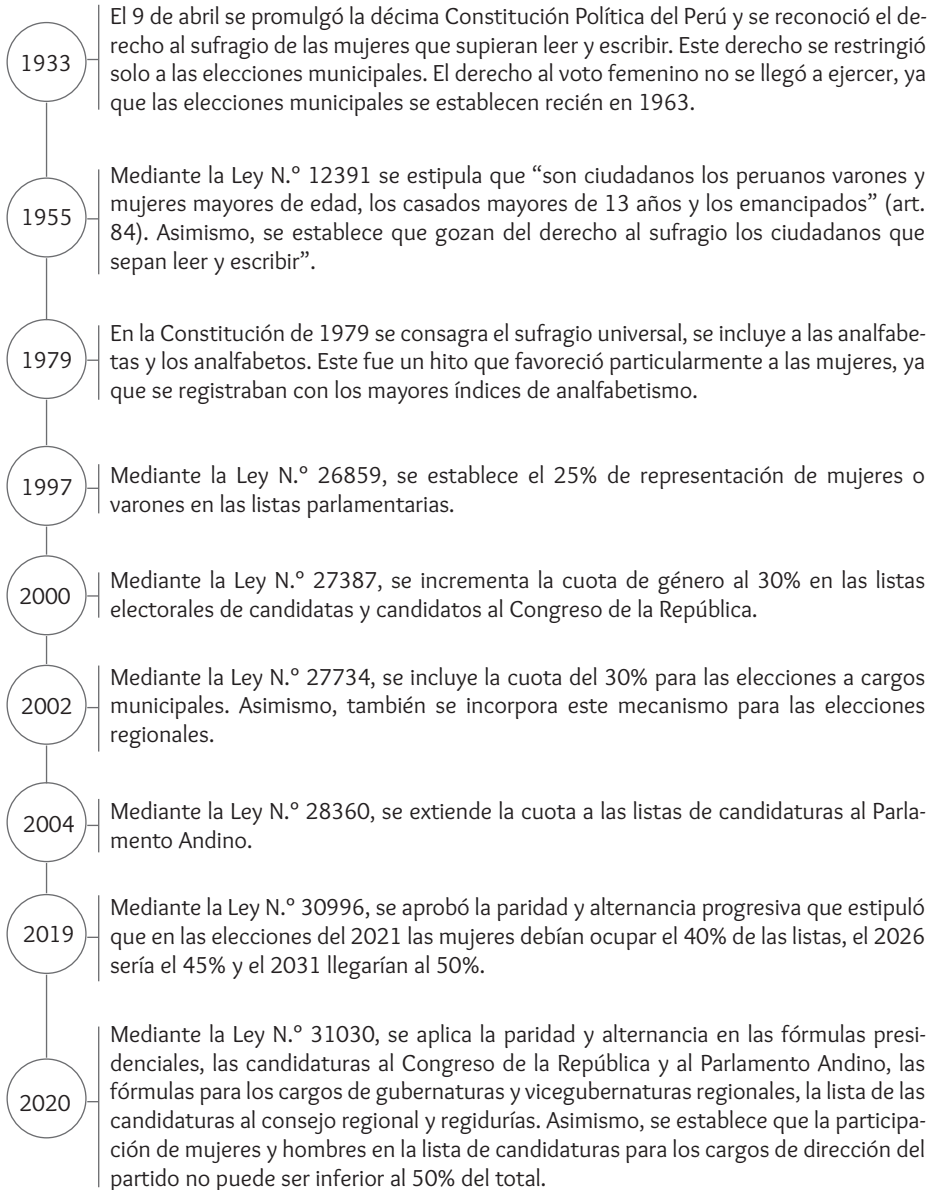 1933
El 9 de abril se promulgó la décima Constitución Política del Perú y se reconoció el de-
recho al sufragio de las mujeres que supieran leer y escribir. Este derecho se restringió
solo a las elecciones municipales. El derecho al voto femenino no se llegó a ejercer, ya
que las elecciones municipales se establecen recién en 1963.
1955
Mediante la Ley N.º 12391 se estipula que “son ciudadanos los peruanos varones y
mujeres mayores de edad, los casados mayores de 13 años y los emancipados” (art.
84). Asimismo, se establece que gozan del derecho al sufragio los ciudadanos que
sepan leer y escribir”.
1979
En la Constitución de 1979 se consagra el sufragio universal, se incluye a las analfabe-
tas y los analfabetos. Este fue un hito que favoreció particularmente a las mujeres, ya
que se registraban con los mayores índices de analfabetismo.
1997
Mediante la Ley N.º 26859, se establece el 25% de representación de mujeres o
varones en las listas parlamentarias.
2000
Mediante la Ley N.º 27387, se incrementa la cuota de género al 30% en las listas
electorales de candidatas y candidatos al Congreso de la República.
2002
Mediante la Ley N.º 27734, se incluye la cuota del 30% para las elecciones a cargos
municipales. Asimismo, también se incorpora este mecanismo para las elecciones
regionales.
2004
Mediante la Ley N.º 28360, se extiende la cuota a las listas de candidaturas al Parla-
mento Andino.
2019
Mediante la Ley N.º 30996, se aprobó la paridad y alternancia progresiva que estipuló
que en las elecciones del 2021 las mujeres debían ocupar el 40% de las listas, el 2026
sería el 45% y el 2031 llegarían al 50%.
2020
Mediante la Ley N.º 31030, se aplica la paridad y alternancia en las fórmulas presi-
denciales, las candidaturas al Congreso de la República y al Parlamento Andino, las
fórmulas para los cargos de gubernaturas y vicegubernaturas regionales, la lista de las
candidaturas al consejo regional y regidurías. Asimismo, se establece que la participa-
ción de mujeres y hombres en la lista de candidaturas para los cargos de dirección del
partido no puede ser inferior al 50% del total.